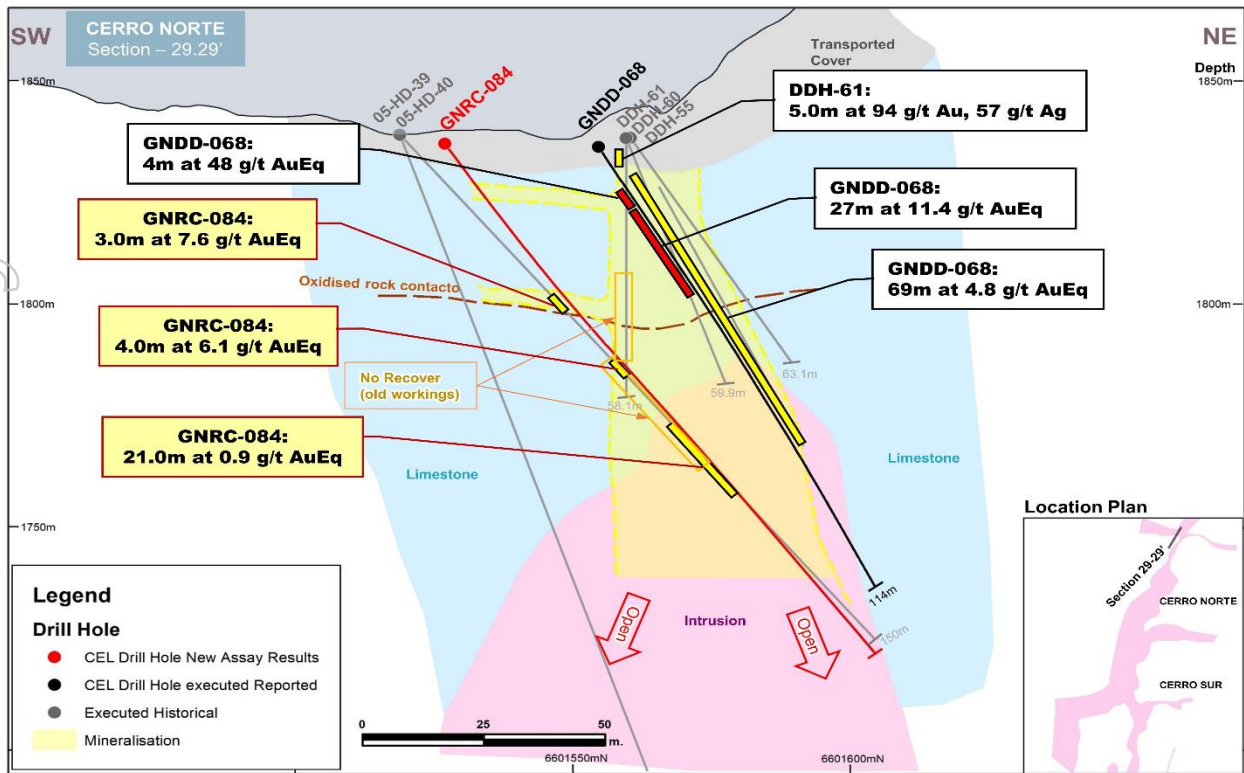 SW
CERRO NORTE
Section – 29.29'
NE
Transported
Cover
Depth
1850m
1850m
05-HD-39
05-HD-40
GNRC-084
GNDD-068
DDH-61
DDH-60
DDH-55
DDH-61:
5.0m at 94 g/t Au, 57 g/t Ag
GNDD-068:
4m at 48 g/t AuEq
GNDD-068:
27m at 11.4 g/t AuEq
GNRC-084:
3.0m at 7.6 g/t AuEq
GNDD-068:
69m at 4.8 g/t AuEq
Oxidised rock contacto
1800m
1800m
GNRC-084:
4.0m at 6.1 g/t AuEq
No Recover
(old workings)
58.1m
59.9m
63.1m
GNRC-084:
21.0m at 0.9 g/t AuEq
Limestone
Limestone
1750m
Location Plan
Section 29-29'
CERRO NORTE
CERRO SUR
114m
150m
Open
Open
Intrusion
Legend
Drill Hole
CEL Drill Hole New Assay Results
CEL Drill Hole executed Reported
Executed Historical
Mineralisation
0
25
50
m.
6601550mN
6601600mN